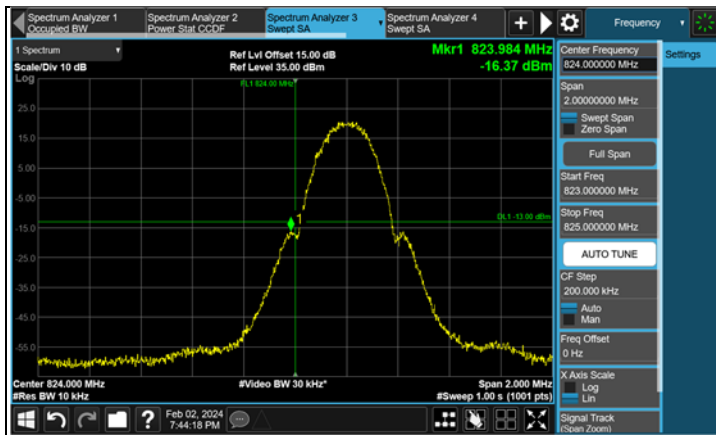 Spectrum Analyzer 1
Occupied BW
Spectrum Analyzer 2
Power Stat CCDF
Spectrum Analyzer 3
Swept SA
Spectrum Analyzer 4
Swept SA
+
Frequency
1 Spectrum
Scale/Div 10 dB
Log
Ref Lvl Offset 15.00 dB
Ref Level 35.00 dBm
Mkr1 823.984 MHz
-16.37 dBm
FL1 824.00 MHz
25.0
15.0
5.00
-5.00
-15.0
-25.0
-35.0
-45.0
-55.0
1
DL1 -13.00 dBm
Center 824.000 MHz
#Res BW 10 kHz
#Video BW 30 kHz*
Span 2.000 MHz
#Sweep 1.00 s (1001 pts)
Center Frequency
824.000000 MHz
Span
2.00000000 MHz
Swept Span
Zero Span
Full Span
Start Freq
823.000000 MHz
Stop Freq
825.000000 MHz
AUTO TUNE
CF Step
200.000 kHz
Auto
Man
Freq Offset
0 Hz
X Axis Scale
Log
Lin
Signal Track
(Span Zoom)
Settings
?
Feb 02, 2024
7:44:18 PM